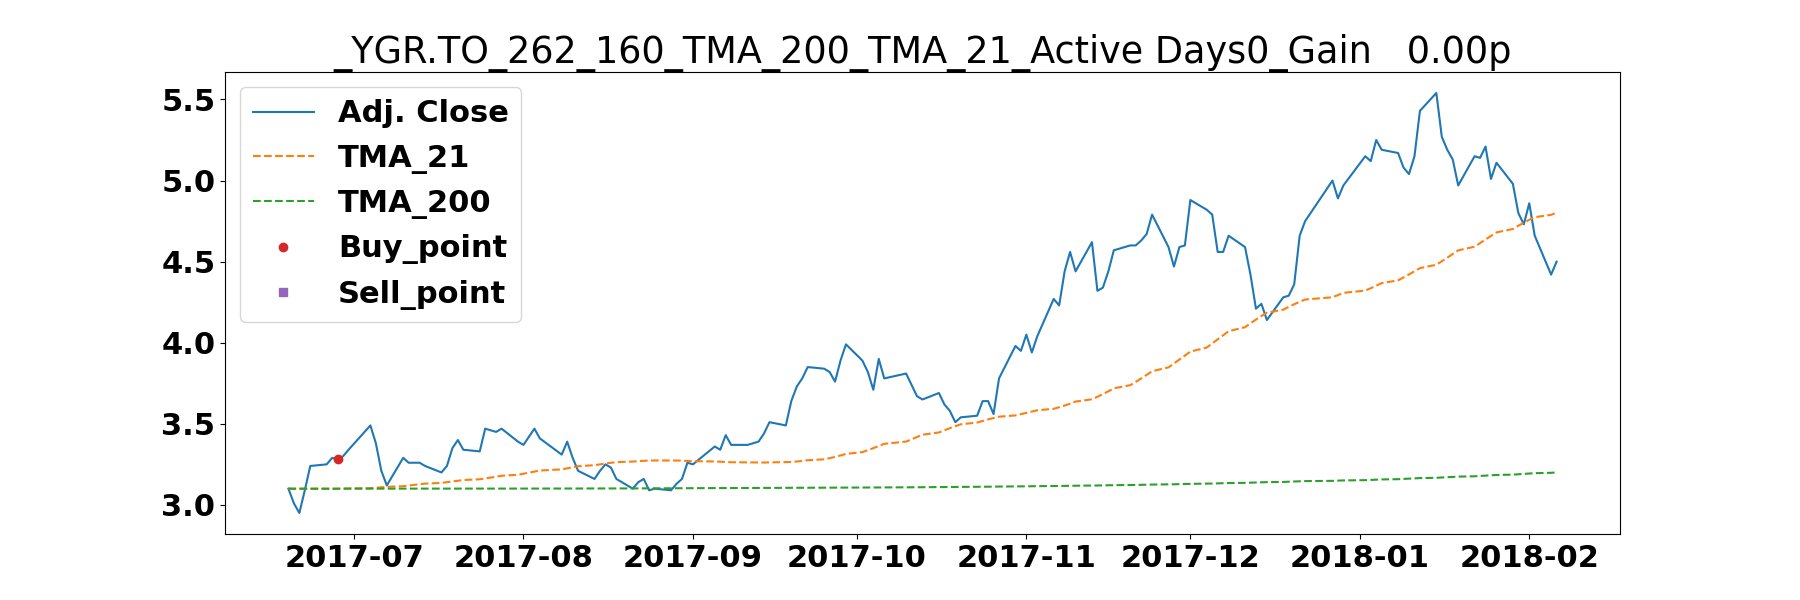 _YGR.TO_262_160_TMA_200_TMA_21_Active Days0_Gain   0.00p
5.5
5.0
4.5
4.0
3.5
3.0
Adj. Close
TMA_21
TMA_200
Buy_point
Sell_point
2017-07 2017-08 2017-09 2017-10 2017-11 2017-12 2018-01 2018-02